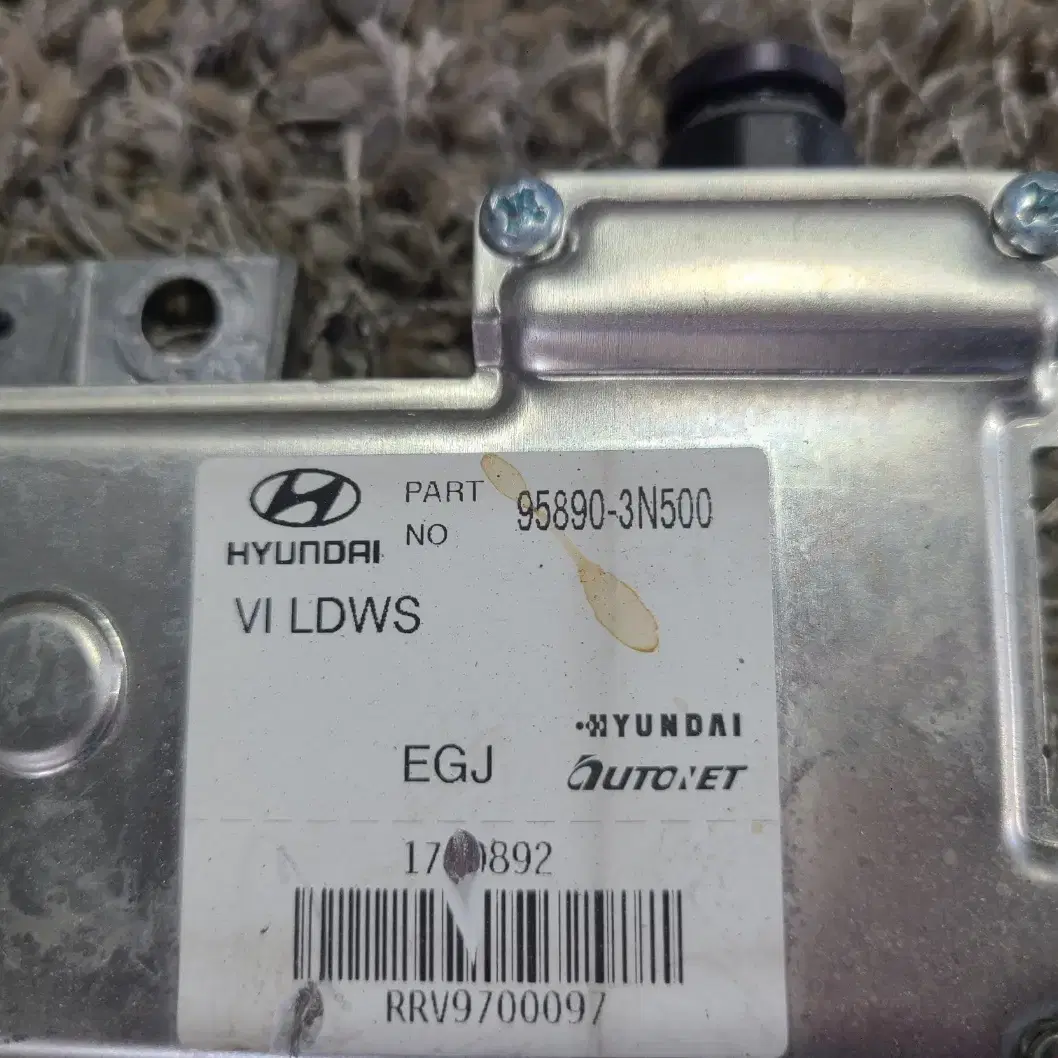 HYUNDAI
PART NO
95890-3N500
VI LDWS
EGJ
HYUNDAI
AUTONET
RRV9700097